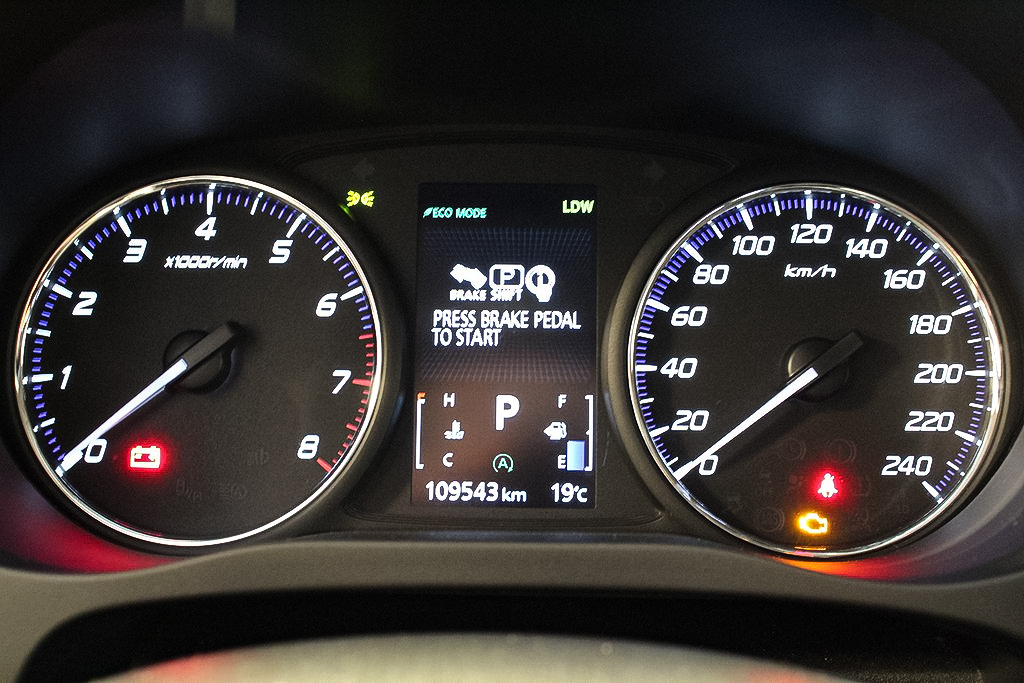 0
1
2
3
4
5
6
7
8
x1000r/min
ECO MODE
LDW
P
BRAKE SHIFT
PRESS BRAKE PEDAL
TO START
H
C
P
F
E
A
109543 km
19°C
0
20
40
60
80
100
120
140
160
180
200
220
240
km/h